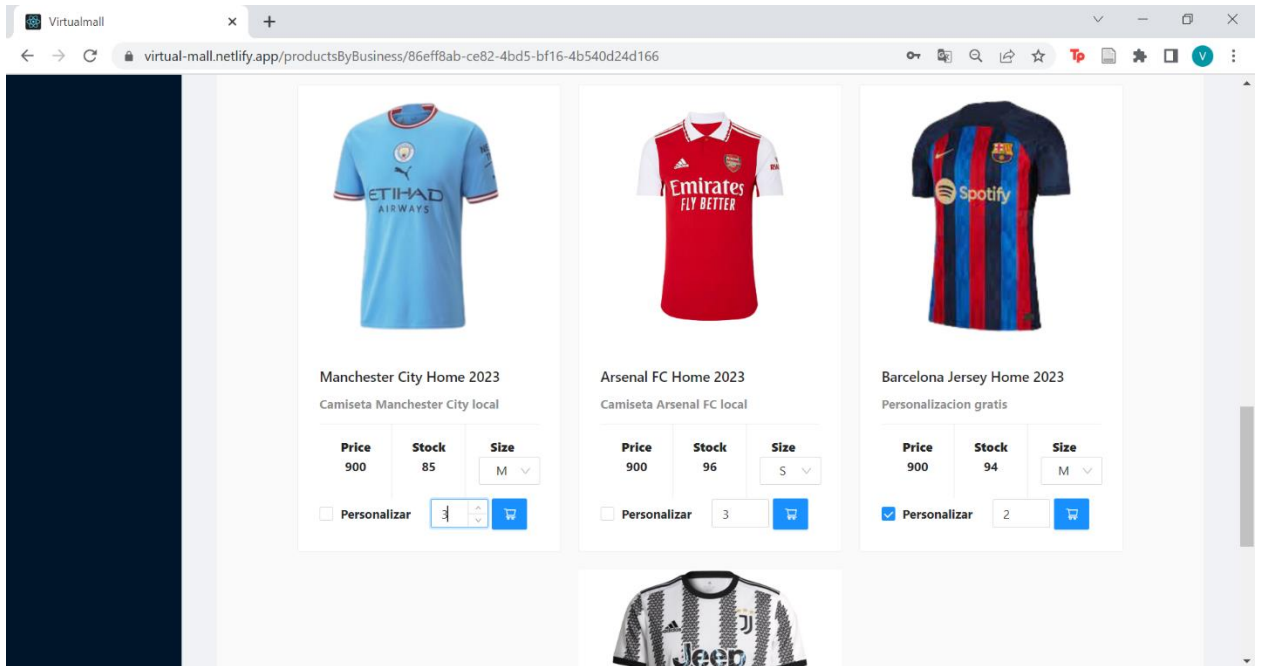 Virtualmall
virtual-mall.netlify.app/productsByBusiness/86eff8ab-ce82-4bd5-bf16-4b540d24d166
Tp
V
ETIHAD
AIRWAYS
Emirates
FLY BETTER
Spotify
Manchester City Home 2023
Camiseta Manchester City local
Price Stock Size
900 85 M
Personalizar 3
Arsenal FC Home 2023
Camiseta Arsenal FC local
Price Stock Size
900 96 S
Personalizar 3
Barcelona Jersey Home 2023
Personalizacion gratis
Price Stock Size
900 94 M
Personalizar 2
Jeep